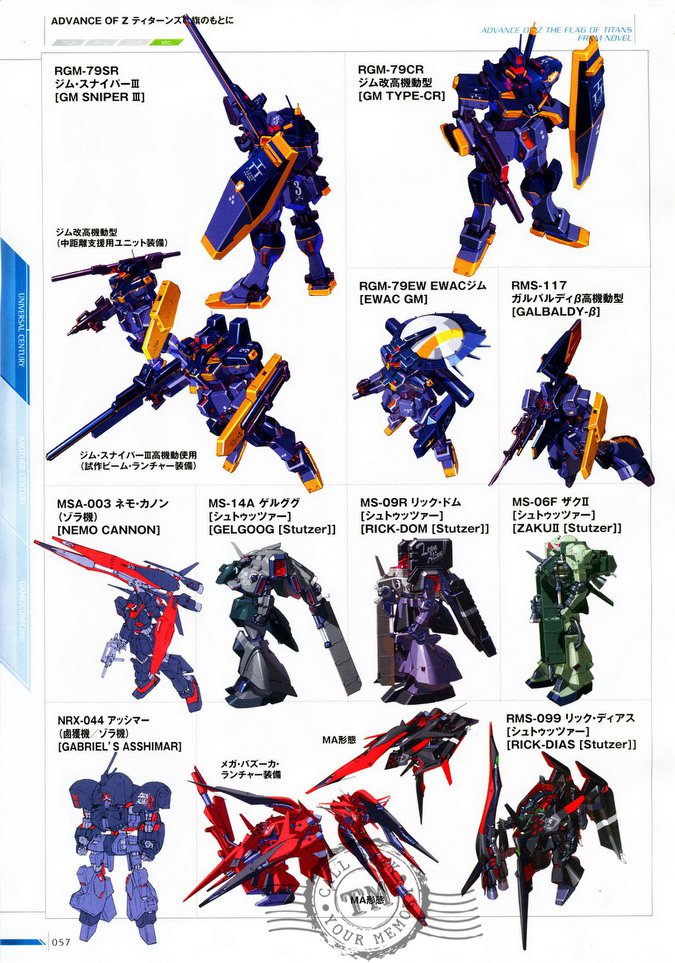 ADVANCE OF Z ティターンズの旗のもとに
ADVANCE OF Z THE FLAG OF TITANS
FROM NOVEL
ETC
RGM-79SR
ジム・スナイパーⅢ
[GM SNIPER Ⅲ]
RGM-79CR
ジム改高機動型
[GM TYPE-CR]
ジム改高機動型
(中距離支援用ユニット装備)
RGM-79EW EWACジム
[EWAC GM]
RMS-117
ガルバルディβ高機動型
[GALBALDY-β]
UNIVERSAL CENTURY
ANOTHER CENTURY
GAME/COMIC/etc.
ジム・スナイパーⅢ高機動使用
(試作ビーム・ランチャー装備)
MSA-003 ネモ・カノン
(ゾラ機)
[NEMO CANNON]
MS-14A ゲルググ
[シュトゥッツァー]
[GELGOOG [Stutzer]]
MS-09R リック・ドム
[シュトゥッツァー]
[RICK-DOM [Stutzer]]
MS-06F ザクⅡ
[シュトゥッツァー]
[ZAKUⅡ [Stutzer]]
NRX-044 アッシマー
(鹵獲機/ゾラ機)
[GABRIEL'S ASSHIMAR]
メガ・バズーカ・
ランチャー装備
MA形態
RMS-099 リック・ディアス
[シュトゥッツァー]
[RICK-DIAS [Stutzer]]
MA形態
TM
YOUR MEMORY
057